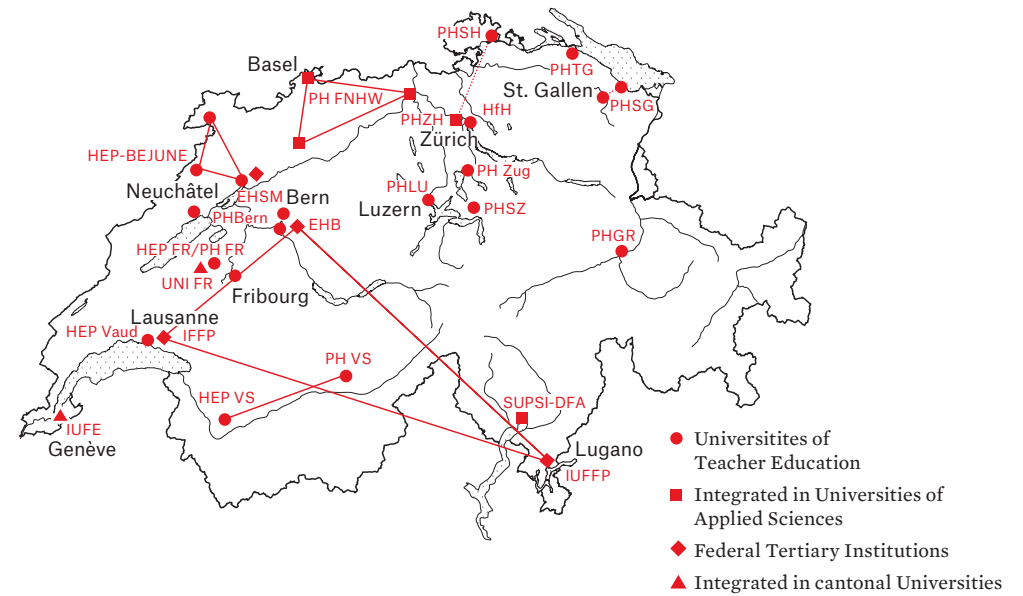 PHSH
Basel
PHTG
St. Gallen
PH FNHW
PHSG
HfH
PHZH
Zürich
HEP-BEJUNE
PH Zug
Neuchâtel
EHSM
Bern
PHLU
Luzern
PHSZ
PHBern
EHB
PHGR
HEP FR/PH FR
UNI FR
Fribourg
Lausanne
HEP Vaud
IFFP
PH VS
HEP VS
SUPSI-DFA
IUFE
Genève
Lugano
IUFFP
Universitites of
Teacher Education
Integrated in Universities of
Applied Sciences
Federal Tertiary Institutions
Integrated in cantonal Universities